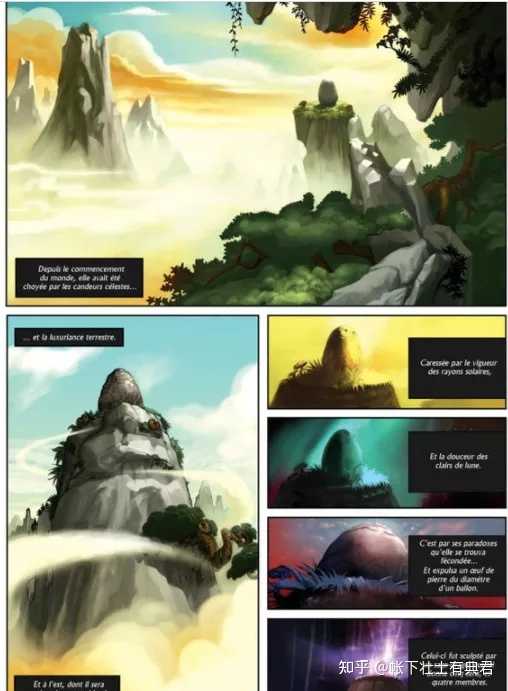 Depuis le commencement
du monde, elle avait été
choyée par les candeurs célestes...
... et la luxuriance terrestre.
Caressée par le vigueur
des rayons solaires,
Et la douceur des
clairs de lune.
C'est par ses paradoxes
qu'elle se trouva
fécondée...
Et expulsa un œuf de
pierre du diamètre
d'un ballon.
Celui-ci fut sculpté par
quatre membres.
Et à l'est, dont il sera
知乎 @帐下壮士有典君